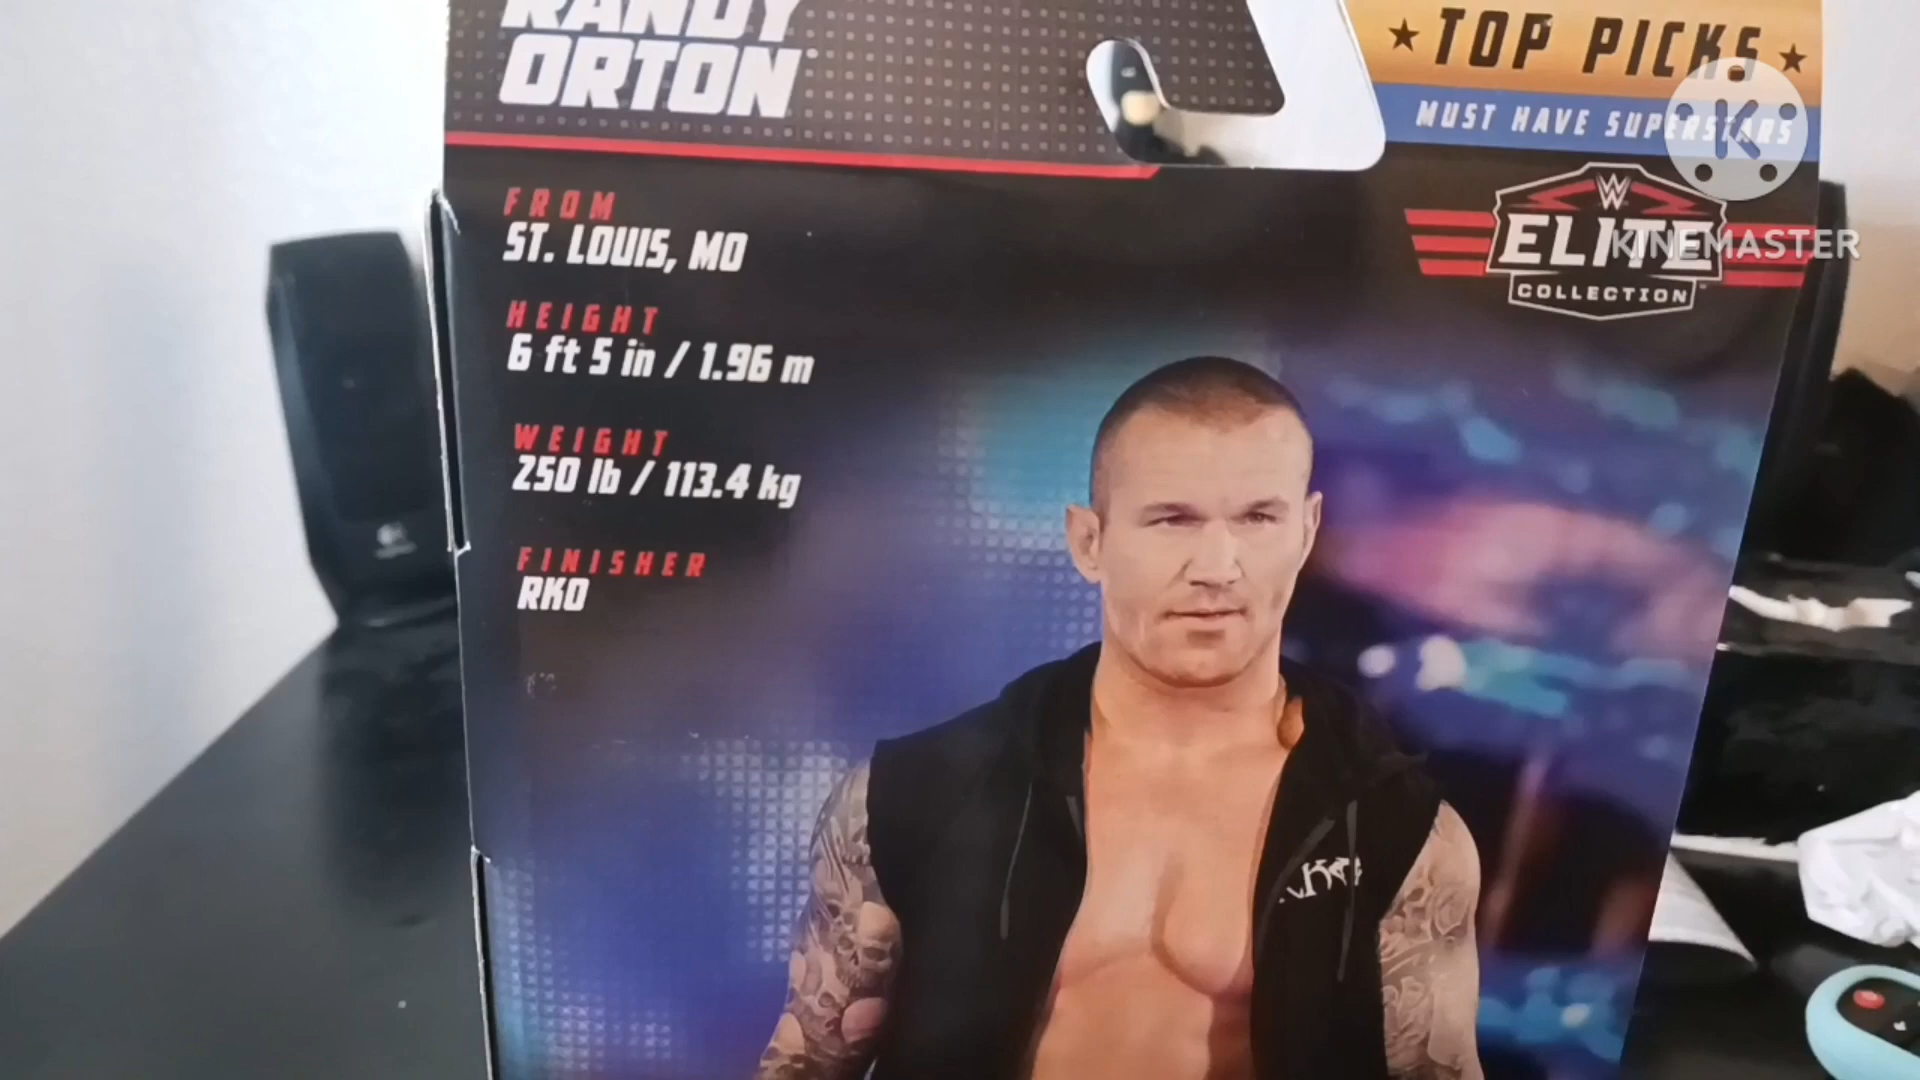 RANDY
ORTON
TOP PICKS
MUST HAVE SUPERSTARS
ELITE
COLLECTION
KINEMASTER
FROM
ST. LOUIS, MO
HEIGHT
6 ft 5 in / 1.96 m
WEIGHT
250 lb / 113.4 kg
FINISHER
RKO